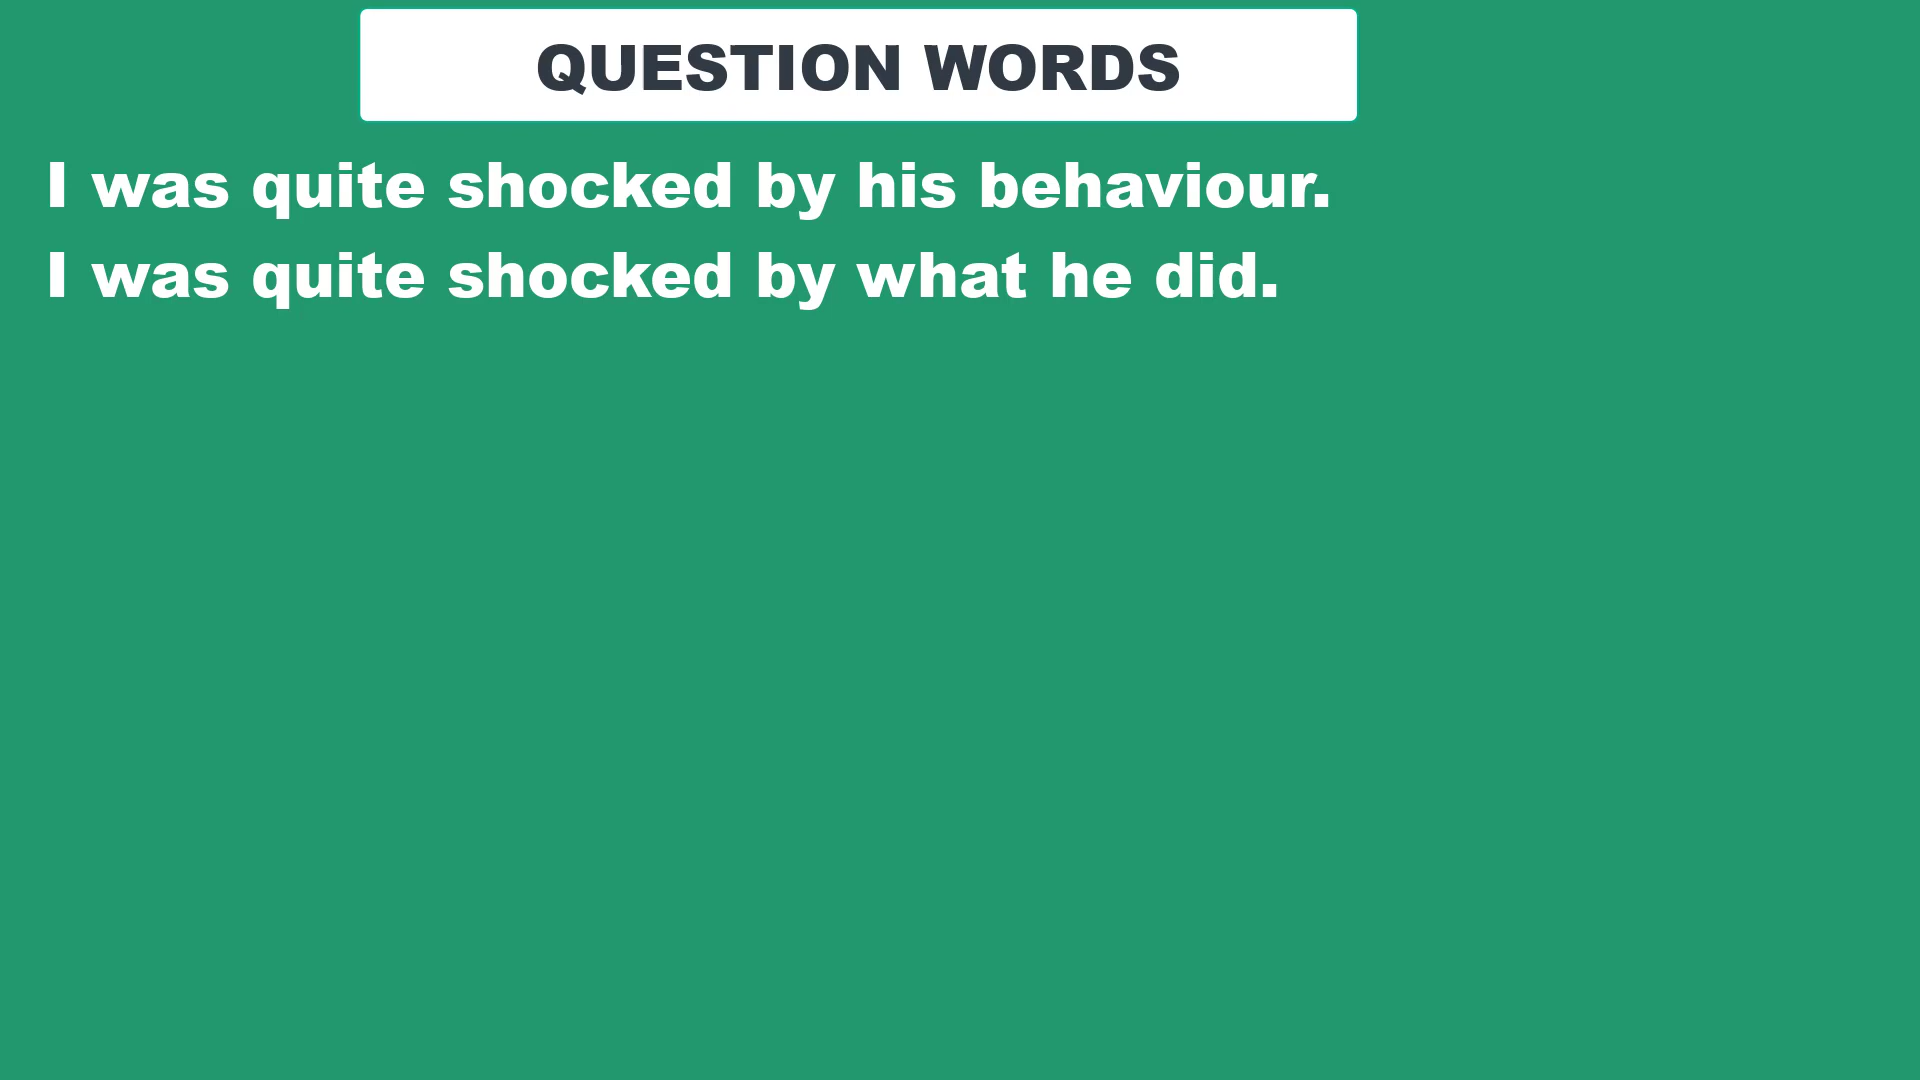 QUESTION WORDS
I was quite shocked by his behaviour.
I was quite shocked by what he did.